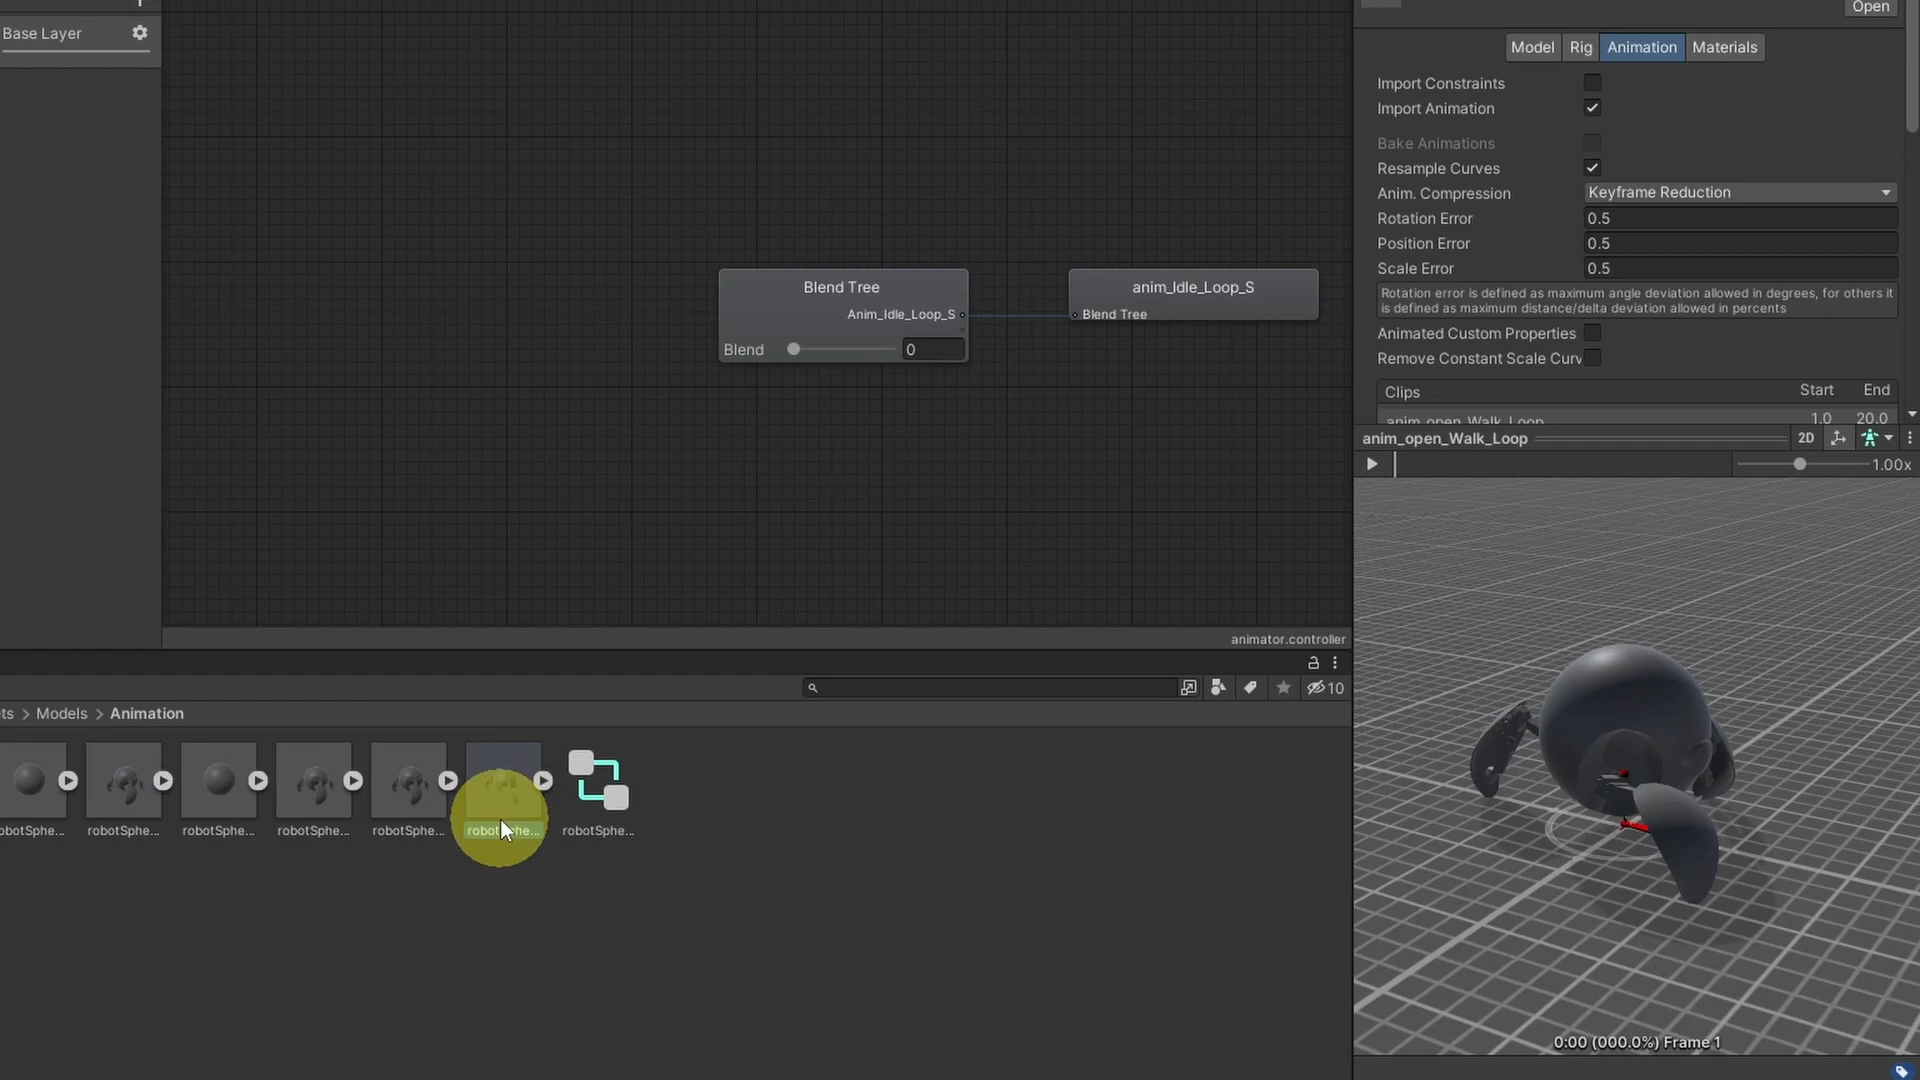 Base Layer
Blend Tree
Anim_Idle_Loop_S
Blend
0
anim_Idle_Loop_S
Blend Tree
animator.controller
10
ts > Models > Animation
obotSphe...
robotSphe...
robotSphe...
robotSphe...
robotSphe...
robotSphe...
robotSphe...
Open
Model
Rig
Animation
Materials
Import Constraints
Import Animation
Bake Animations
Resample Curves
Anim. Compression
Keyframe Reduction
Rotation Error
0.5
Position Error
0.5
Scale Error
0.5
Rotation error is defined as maximum angle deviation allowed in degrees, for others it
is defined as maximum distance/delta deviation allowed in percents
Animated Custom Properties
Remove Constant Scale Curv
Clips
Start
End
anim_open_Walk_Loop
1.0
20.0
anim_open_Walk_Loop
2D
1.00x
0:00 (000.0%) Frame 1